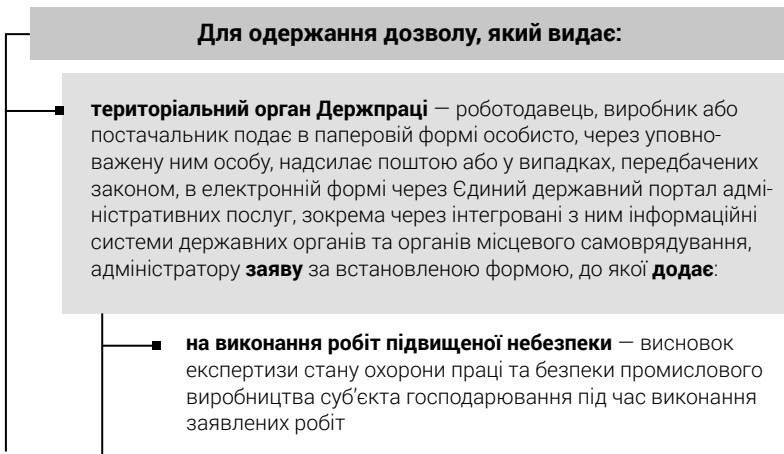 Для одержання дозволу, який видає:
територіальний орган Держпраці — роботодавець, виробник або
постачальник подає в паперовій формі особисто, через уповно-
важену ним особу, надсилає поштою або у випадках, передбачених
законом, в електронній формі через Єдиний державний портал адмі-
ністративних послуг, зокрема через інтегровані з ним інформаційні
системи державних органів та органів місцевого самоврядування,
адміністратору заяву за встановленою формою, до якої додає:
на виконання робіт підвищеної небезпеки — висновок
експертизи стану охорони праці та безпеки промислового
виробництва суб’єкта господарювання під час виконання
заявлених робіт